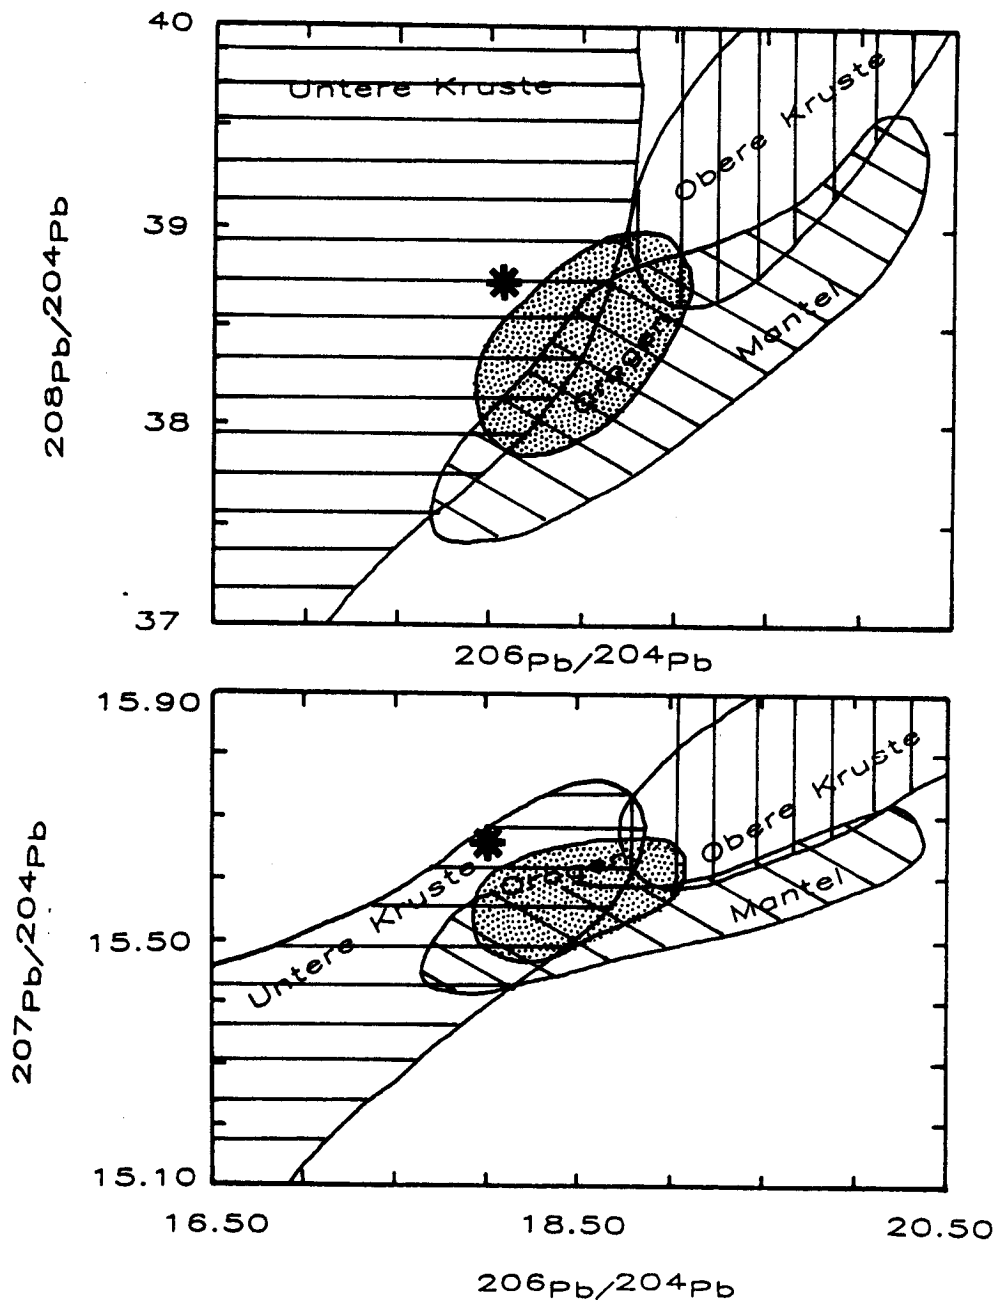 40
Untere Kruste
Obere Kruste
39
208Pb/204Pb
Mantel
Orogen
38
37
206Pb/204Pb
15.90
Obere Kruste
Orogen
207Pb/204Pb
Untere Kruste
Mantel
15.50
15.10
16.50 18.50 20.50
206Pb/204Pb